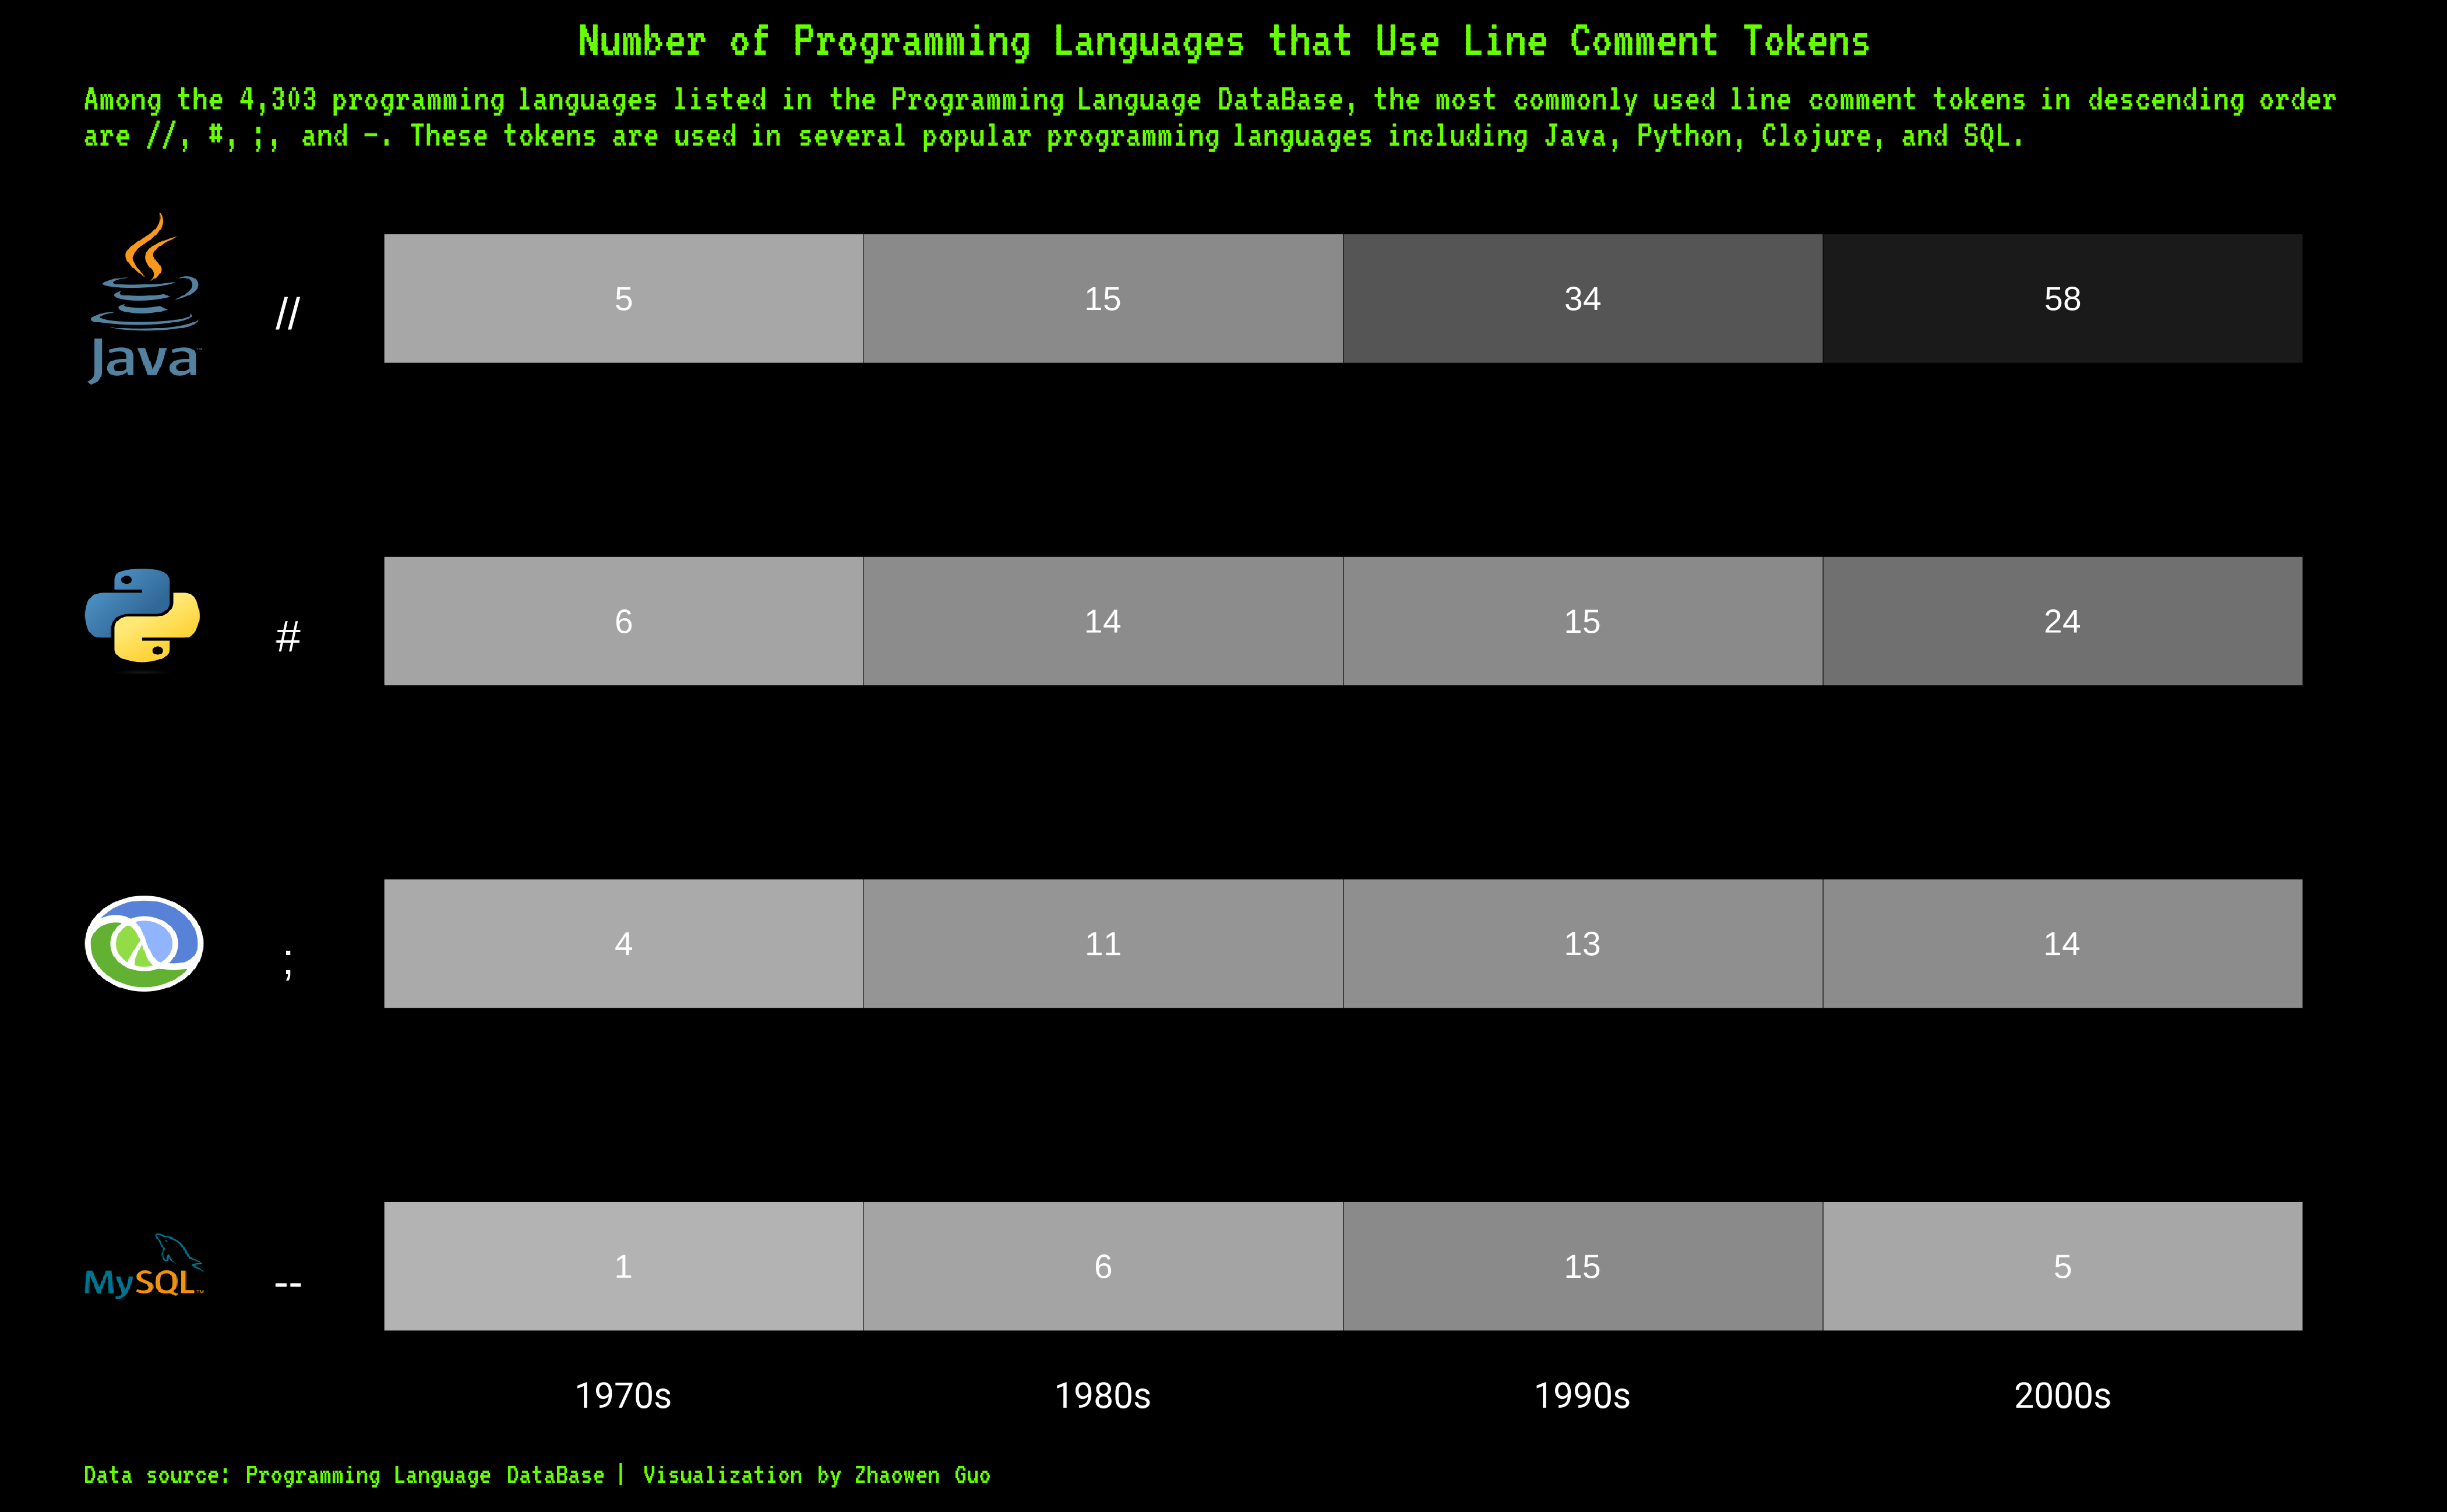 Number of Programming Languages that Use Line Comment Tokens
Among the 4,303 programming languages listed in the Programming Language DataBase, the most commonly used line comment tokens in descending order
are //, #, ;, and -. These tokens are used in several popular programming languages including Java, Python, Clojure, and SQL.
Java™ // 5 15 34 58
# 6 14 15 24
; 4 11 13 14
MySQL™ -- 1 6 15 5
1970s 1980s 1990s 2000s
Data source: Programming Language DataBase | Visualization by Zhaowen Guo